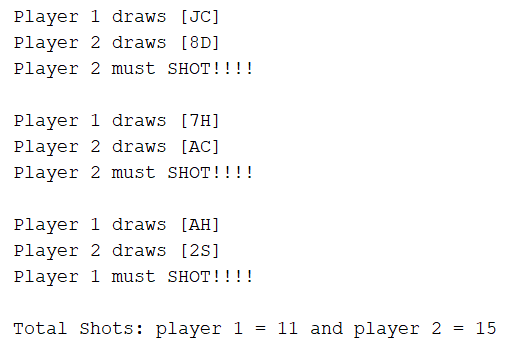 Player 1 draws [JC]
Player 2 draws [8D]
Player 2 must SHOT!!!!
Player 1 draws [7H]
Player 2 draws [AC]
Player 2 must SHOT!!!!
Player 1 draws [AH]
Player 2 draws [2S]
Player 1 must SHOT!!!!
Total Shots: player 1 = 11 and player 2 = 15